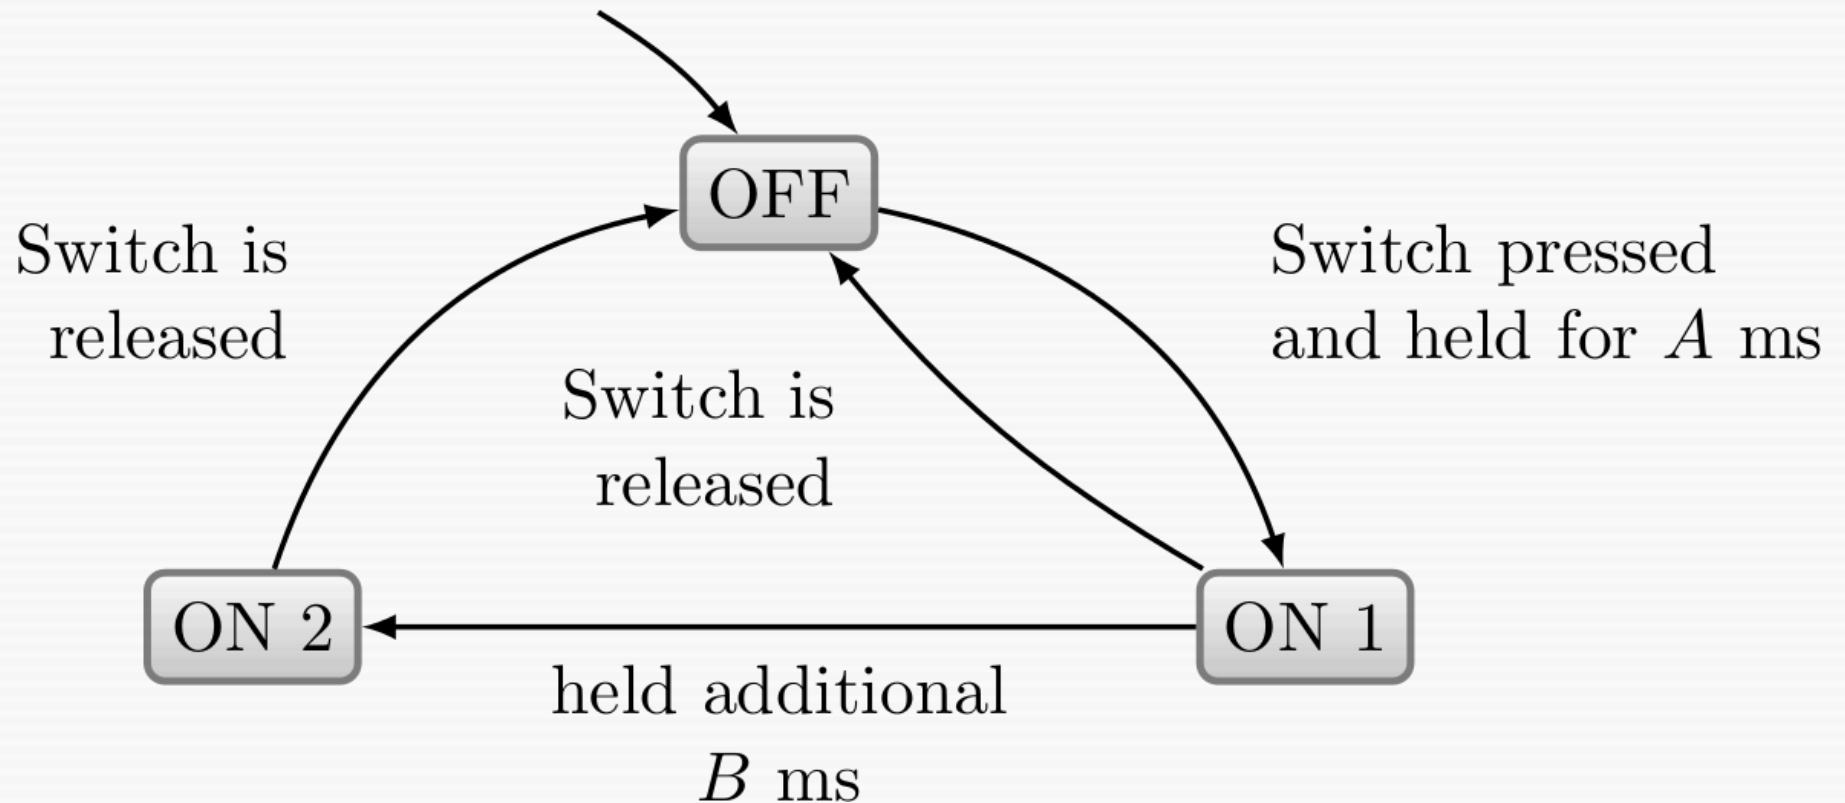 OFF
Switch is
released
Switch pressed
and held for A ms
Switch is
released
ON 2
ON 1
held additional
B ms